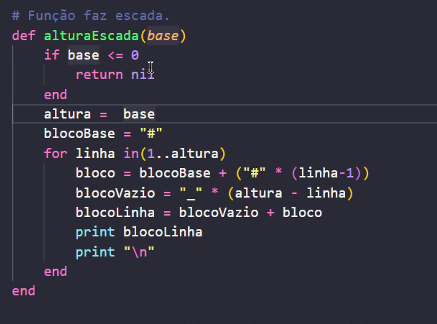 # Função faz escada.
def alturaEscada(base)
    if base <= 0
        return nil
    end
    altura =  base
    blocoBase = "#"
    for linha in(1..altura)
        bloco = blocoBase + ("#" * (linha-1))
        blocoVazio = "_" * (altura - linha)
        blocoLinha = blocoVazio + bloco
        print blocoLinha
        print "\n"
    end
end